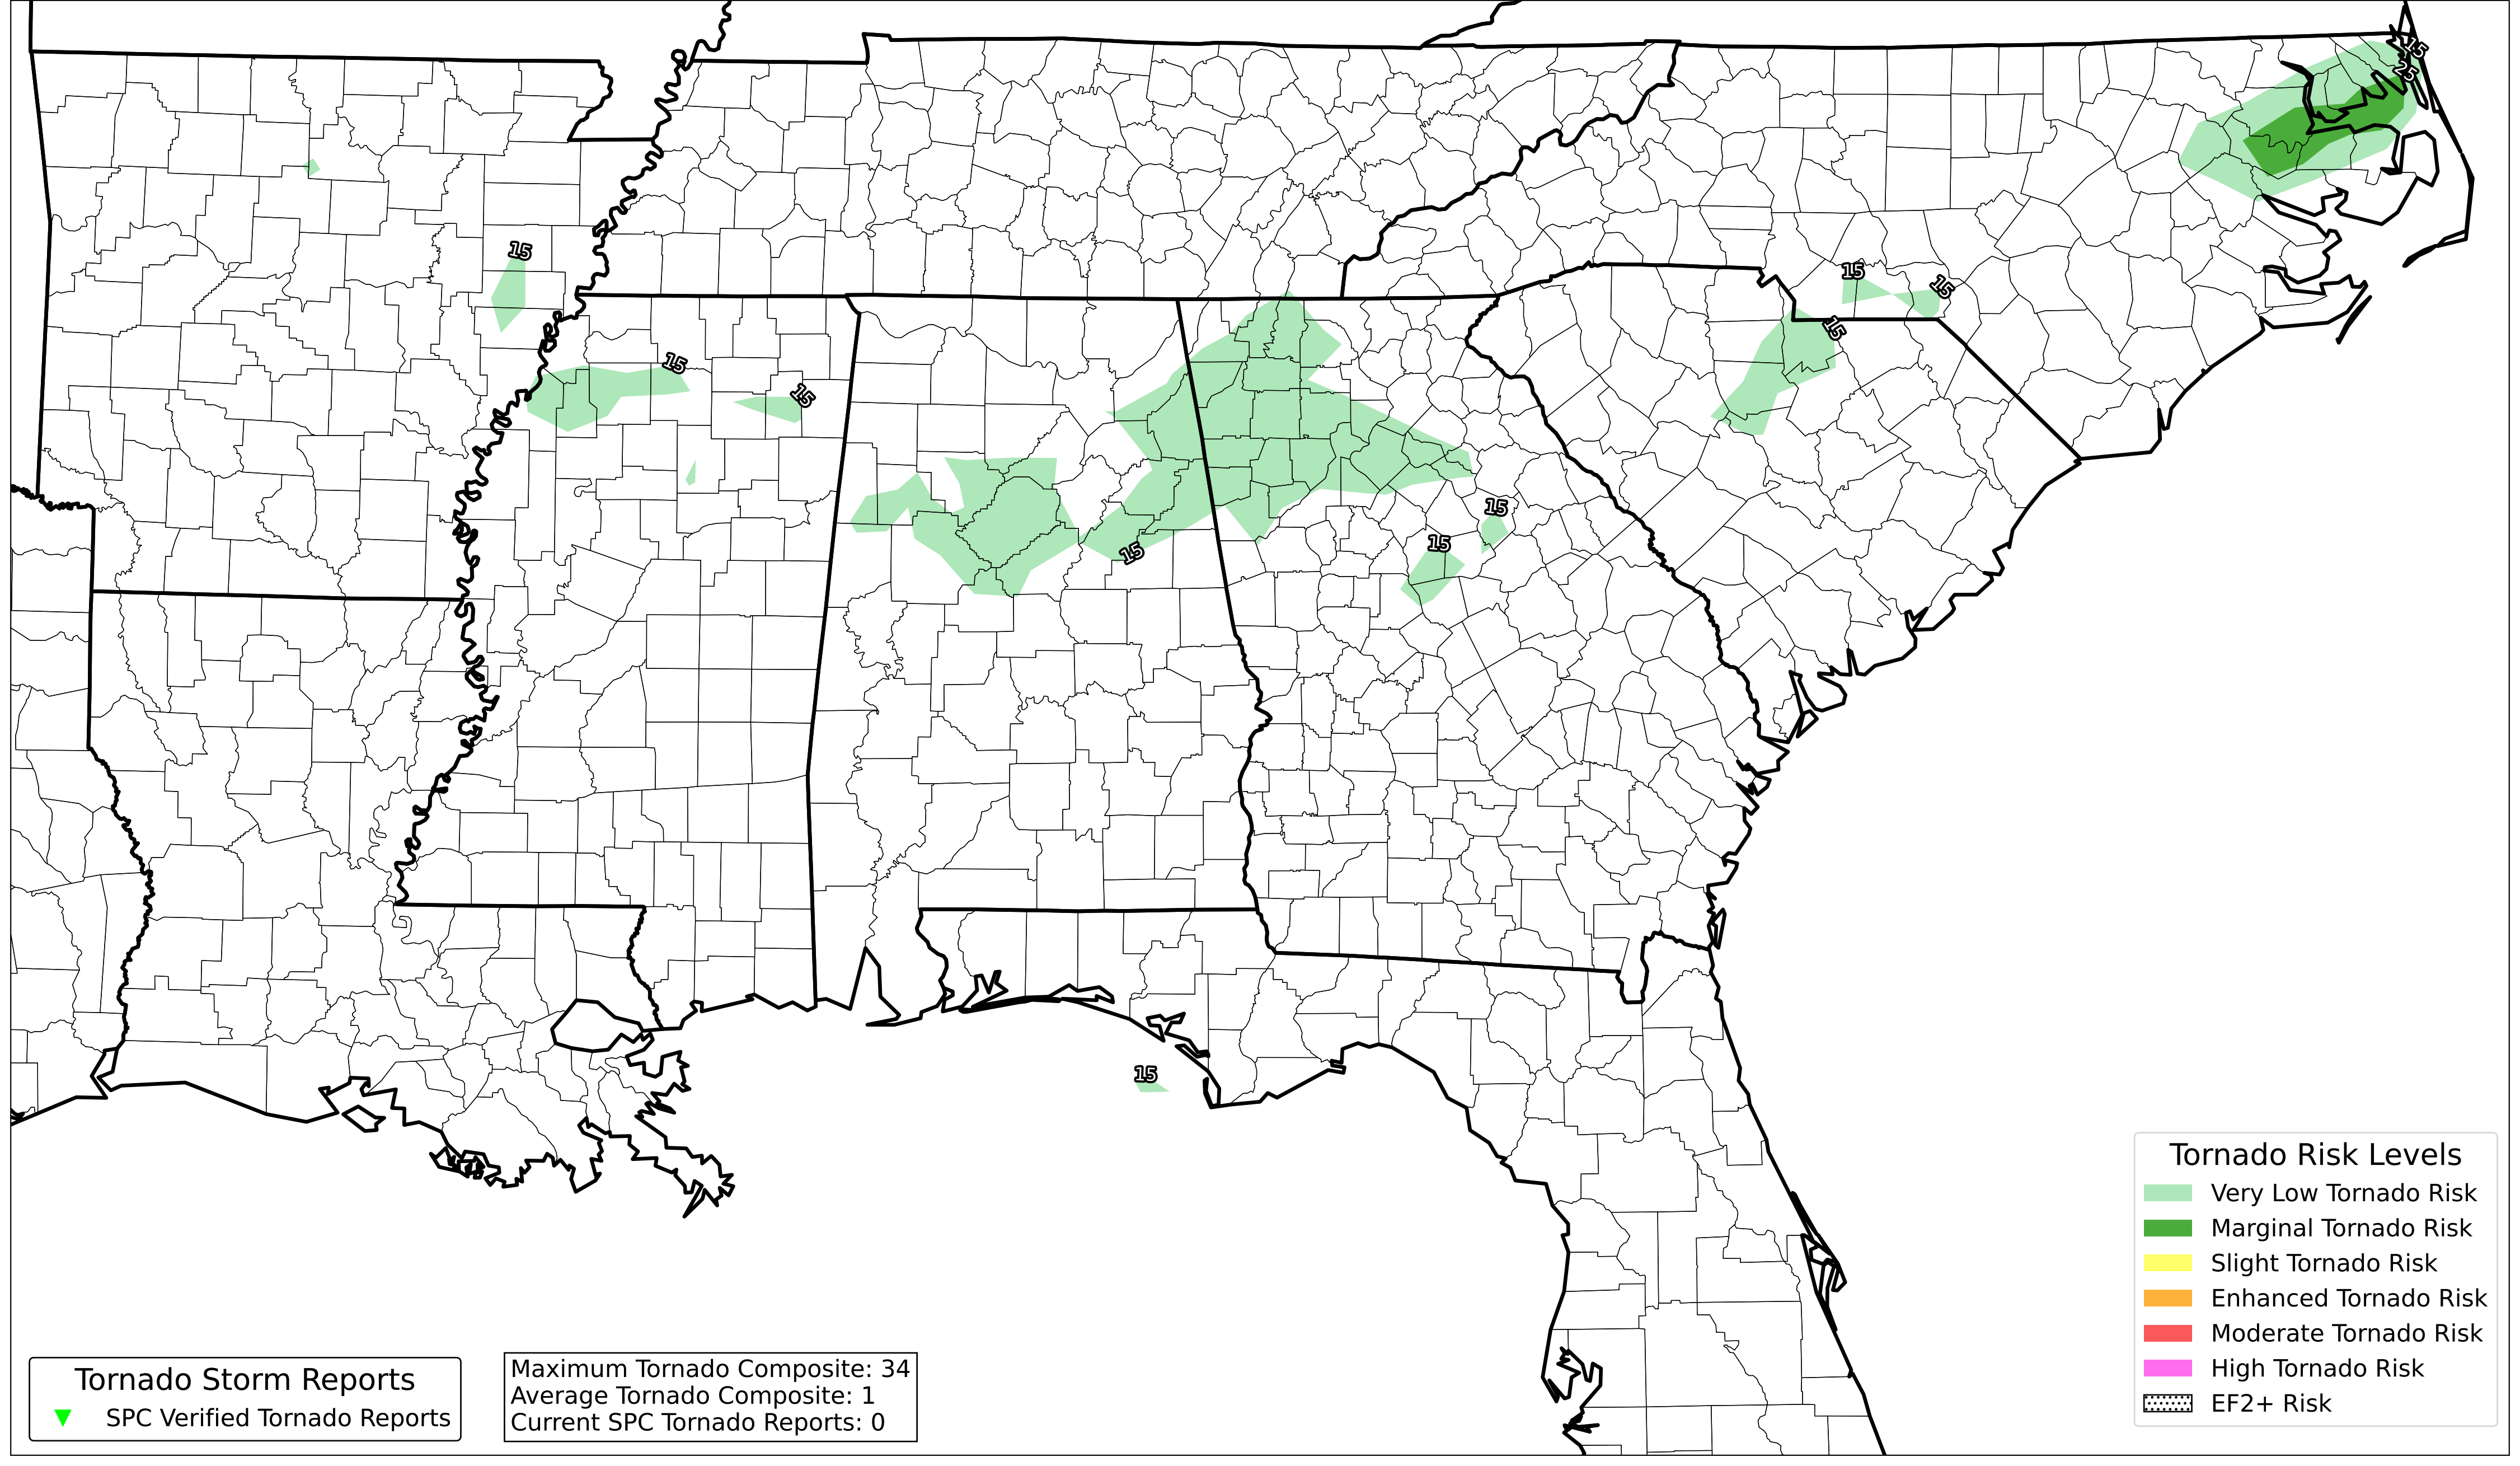 15
25
15
15
15
15
15
15
15
15
15
15
Tornado Risk Levels
Very Low Tornado Risk
Marginal Tornado Risk
Slight Tornado Risk
Enhanced Tornado Risk
Moderate Tornado Risk
High Tornado Risk
EF2+ Risk
Tornado Storm Reports
SPC Verified Tornado Reports
Maximum Tornado Composite: 34
Average Tornado Composite: 1
Current SPC Tornado Reports: 0